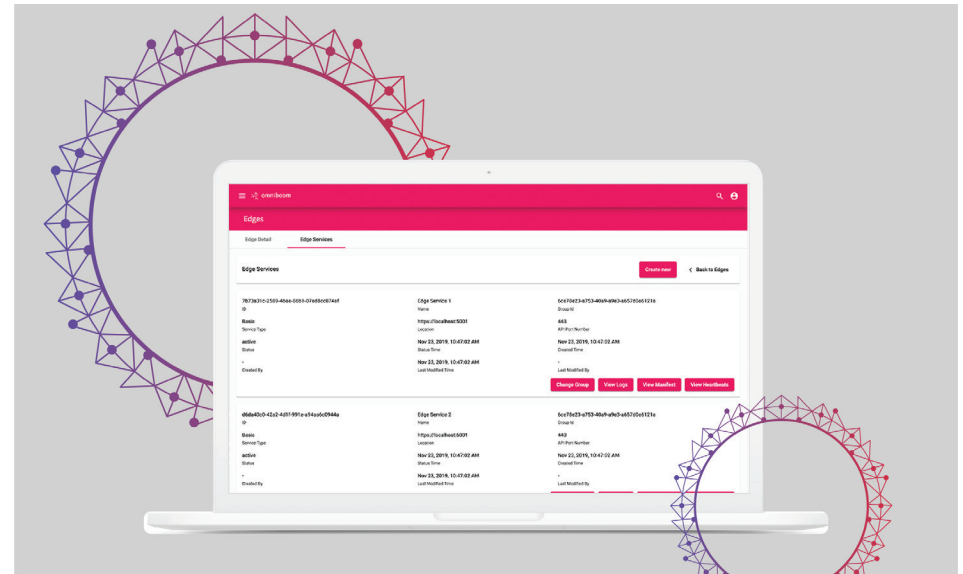 omniboom
Edges
Edge Detail Edge Services
Edge Services Create new Back to Edges
Edge Service 1
ID Name Group Id
Basic https://localhost:5001 443
Service Type Location API Port Number
active Nov 23, 2019, 10:47:02 AM Nov 23, 2019, 10:47:02 AM
Status Status Time Created Time
- Nov 23, 2019, 10:47:02 AM -
Created By Last Modified Time Last Modified By
Change Group View Logs View Manifest View Heartbeats
Edge Service 2
ID Name Group Id
Basic 443
Service Type Location API Port Number
active Nov 23, 2019, 10:47:02 AM Nov 23, 2019, 10:47:02 AM
Status Status Time Created Time
- Nov 23, 2019, 10:47:02 AM -
Created By Last Modified Time Last Modified By